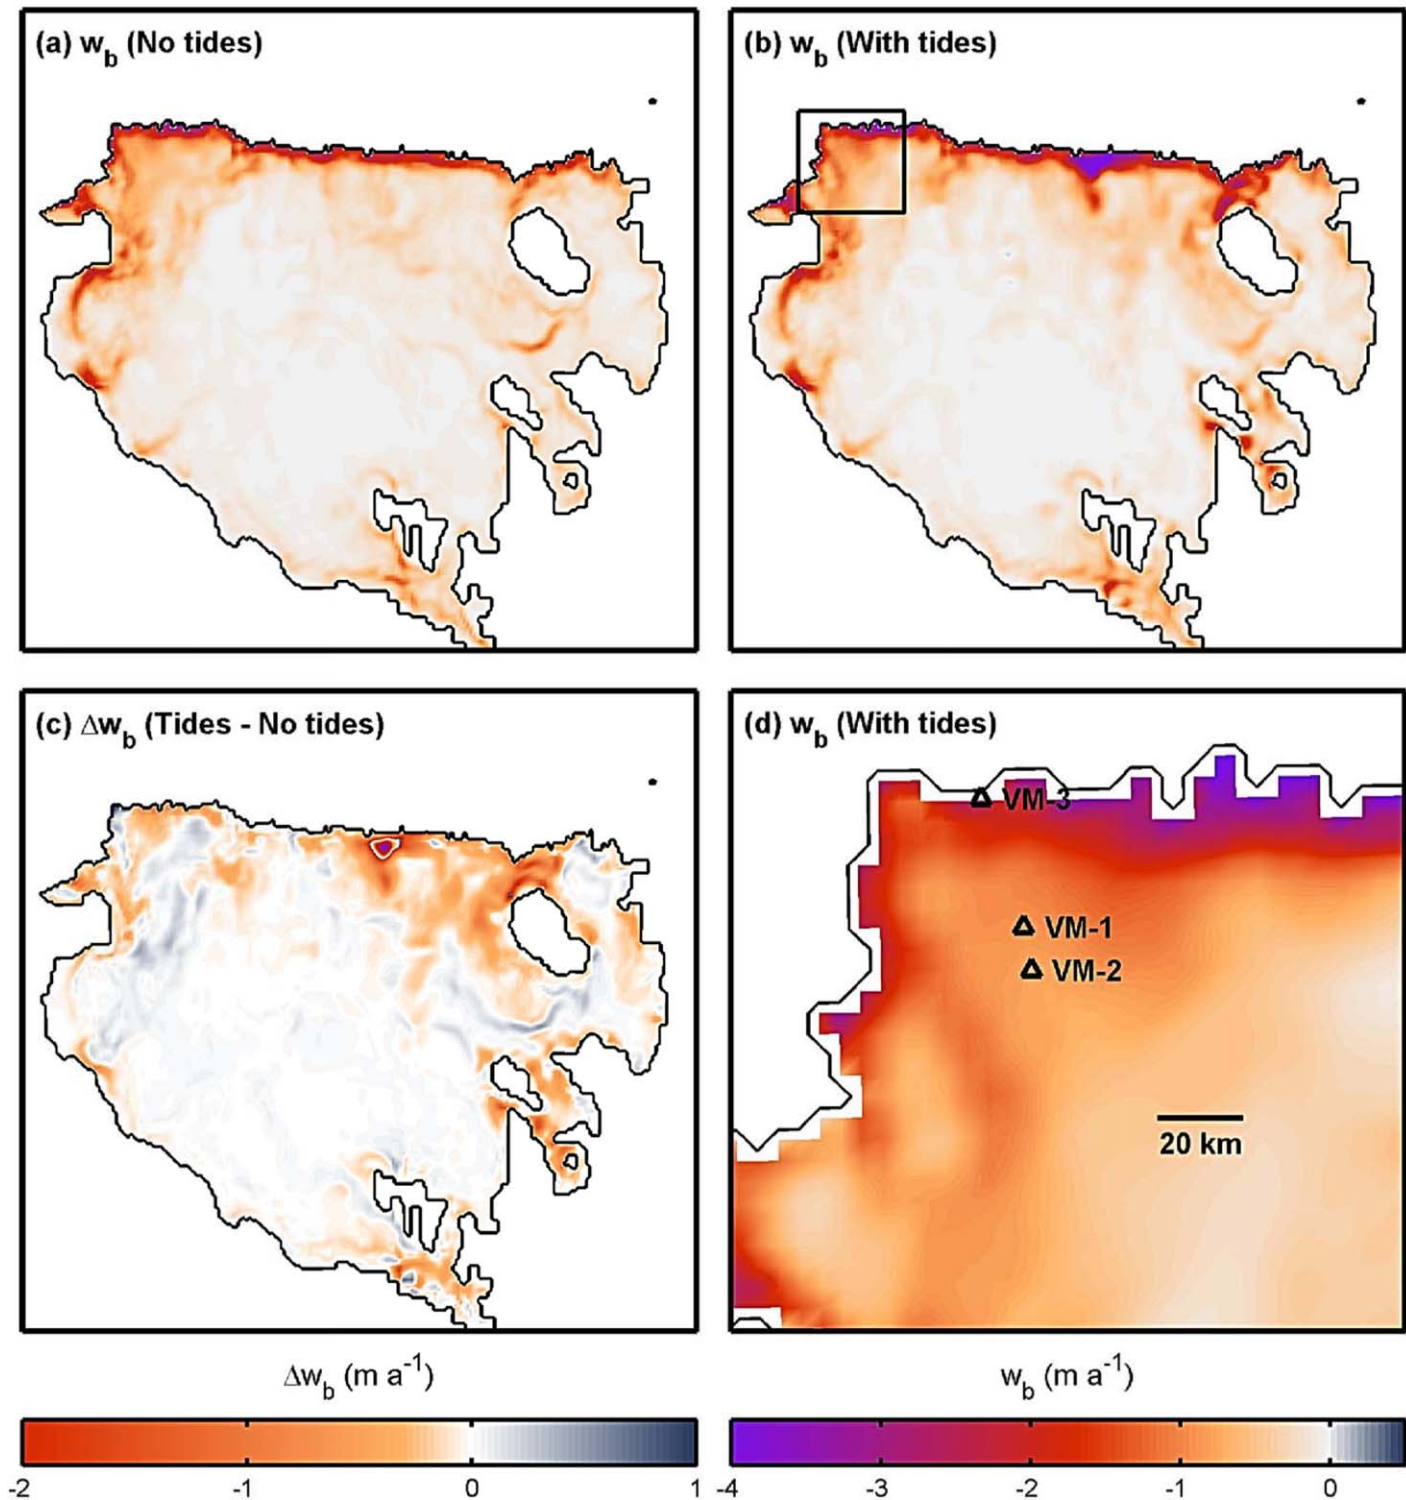 (a) w_b (No tides)
(b) w_b (With tides)
(c) Δw_b (Tides - No tides)
(d) w_b (With tides)
VM-3
VM-1
VM-2
20 km
Δw_b (m a^-1)
w_b (m a^-1)
-2 -1 0 1
-4 -3 -2 -1 0